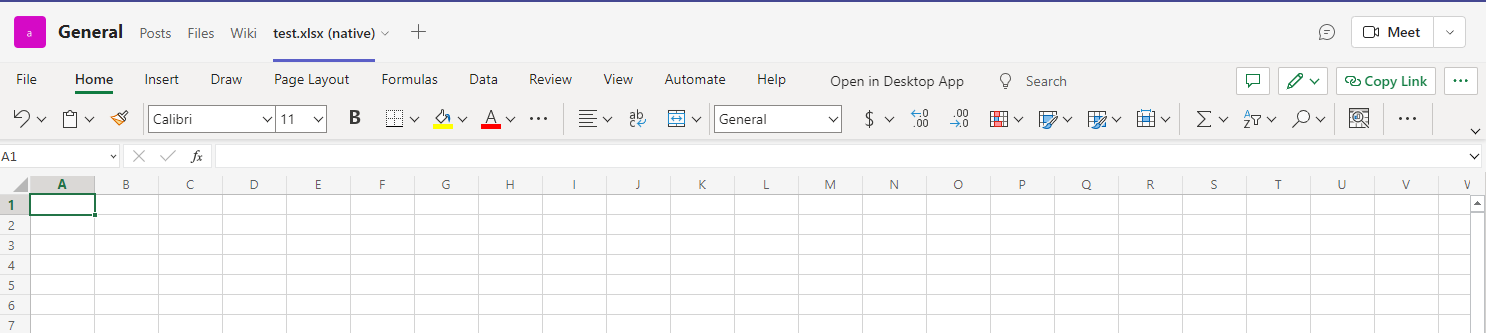 a General Posts Files Wiki test.xlsx (native) Meet
File Home Insert Draw Page Layout Formulas Data Review View Automate Help Open in Desktop App Search Copy Link ...
Calibri 11 B A ... ab c General $ .0 .00 .00 .0 Σ A Z ...
A1 fx
A B C D E F G H I J K L M N O P Q R S T U V
1
2
3
4
5
6
7